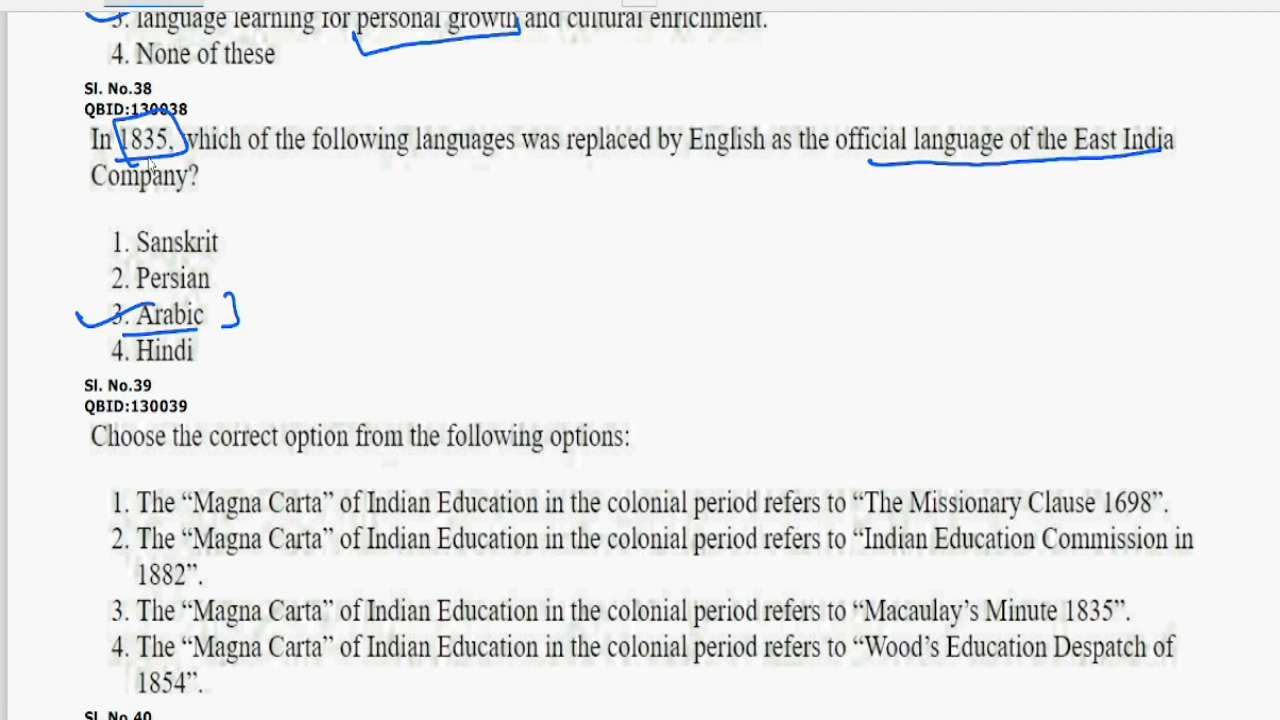 3. language learning for personal growth and cultural enrichment.
4. None of these
Sl. No.38
QBID:130038
In 1835, which of the following languages was replaced by English as the official language of the East India
Company?
1. Sanskrit
2. Persian
3. Arabic
4. Hindi
Sl. No.39
QBID:130039
Choose the correct option from the following options:
1. The “Magna Carta” of Indian Education in the colonial period refers to “The Missionary Clause 1698”.
2. The “Magna Carta” of Indian Education in the colonial period refers to “Indian Education Commission in
1882”.
3. The “Magna Carta” of Indian Education in the colonial period refers to “Macaulay’s Minute 1835”.
4. The “Magna Carta” of Indian Education in the colonial period refers to “Wood’s Education Despatch of
1854”.
Sl. No.40